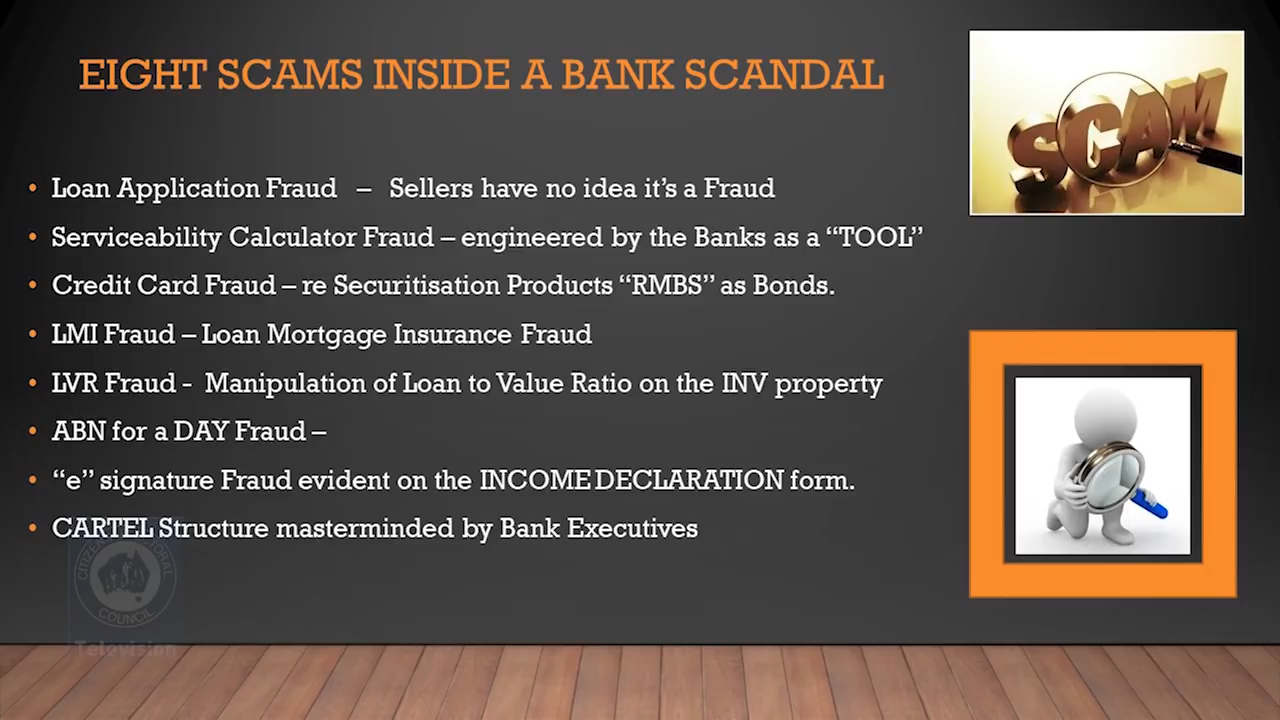 EIGHT SCAMS INSIDE A BANK SCANDAL
SCAM
• Loan Application Fraud – Sellers have no idea it's a Fraud
• Serviceability Calculator Fraud – engineered by the Banks as a “TOOL”
• Credit Card Fraud – re Securitisation Products “RMBS” as Bonds.
• LMI Fraud – Loan Mortgage Insurance Fraud
• LVR Fraud - Manipulation of Loan to Value Ratio on the INV property
• ABN for a DAY Fraud –
• “e” signature Fraud evident on the INCOME DECLARATION form.
• CARTEL Structure masterminded by Bank Executives
COUNCIL
Television